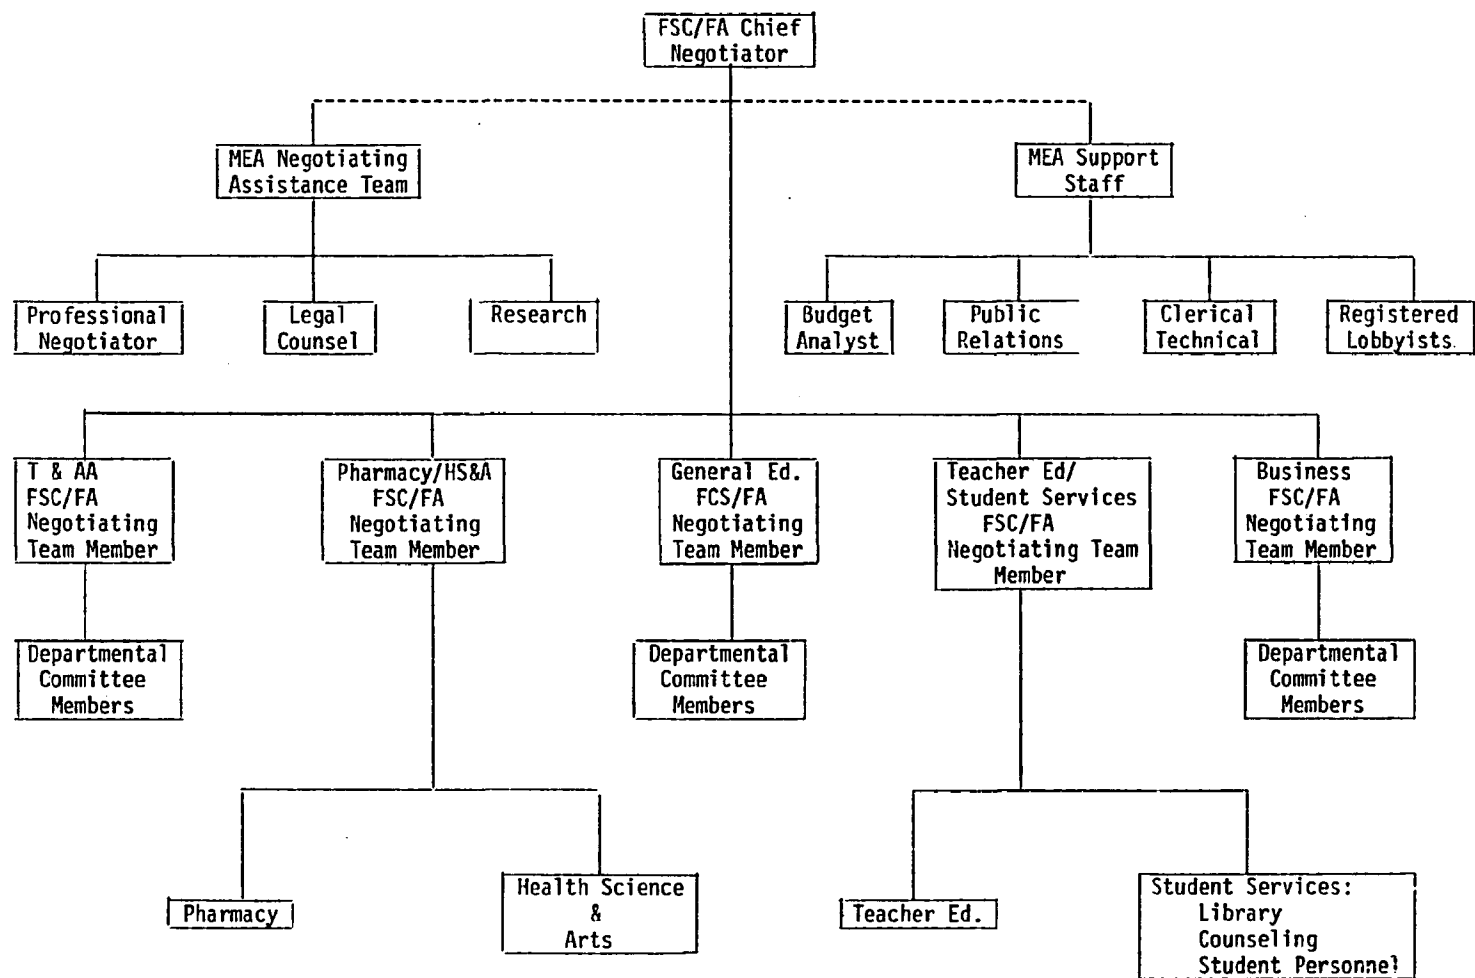 FSC/FA Chief
Negotiator
MEA Negotiating
Assistance Team
MEA Support
Staff
Professional
Negotiator
Legal
Counsel
Research
Budget
Analyst
Public
Relations
Clerical
Technical
Registered
Lobbyists
T & AA
FSC/FA
Negotiating
Team Member
Pharmacy/HS&A
FSC/FA
Negotiating
Team Member
General Ed.
FCS/FA
Negotiating
Team Member
Teacher Ed/
Student Services
FSC/FA
Negotiating Team
Member
Business
FSC/FA
Negotiating
Team Member
Departmental
Committee
Members
Departmental
Committee
Members
Departmental
Committee
Members
Pharmacy
Health Science
&
Arts
Teacher Ed.
Student Services:
Library
Counseling
Student Personnel